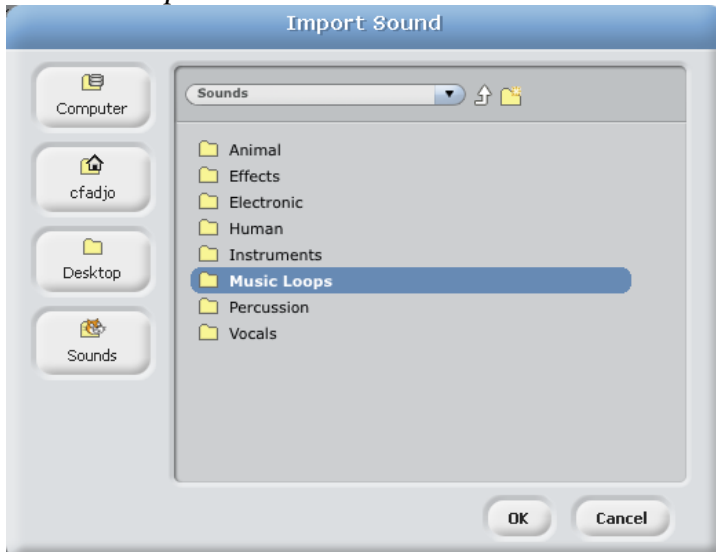 Import Sound
Computer
cfadjo
Desktop
Sounds
Sounds
Animal
Effects
Electronic
Human
Instruments
Music Loops
Percussion
Vocals
OK
Cancel